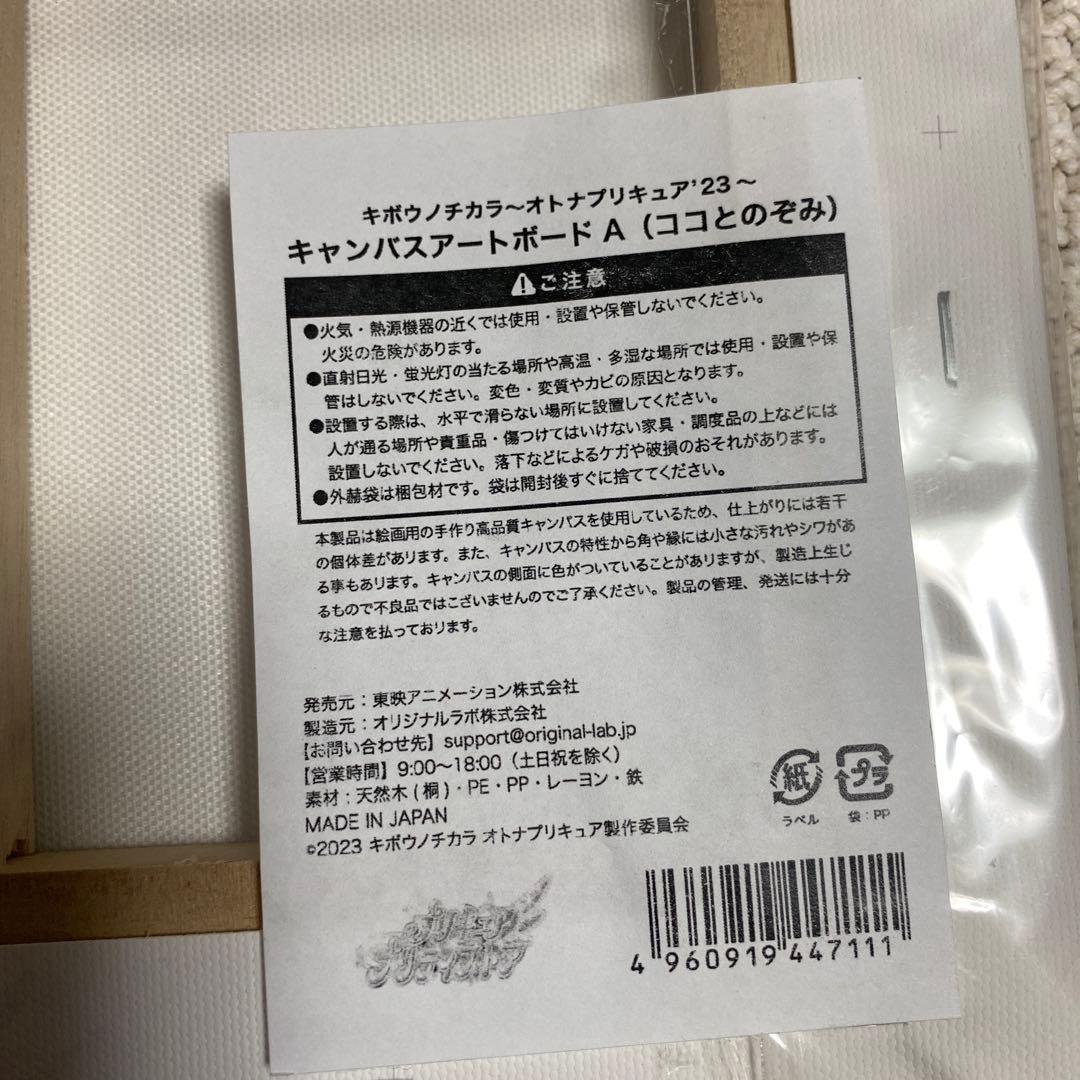 キボウノチカラ～オトナプリキュア’23～
キャンバスアートボード A（ココとのぞみ）
ご注意
●火気・熱源機器の近くでは使用・設置や保管しないでください。
火災の危険があります。
●直射日光・蛍光灯の当たる場所や高温・多湿な場所では使用・設置や保
管はしないでください。変色・変質やカビの原因となります。
●設置する際は、水平で滑らない場所に設置してください。
人が通る場所や貴重品・傷つけてはいけない家具・調度品の上などには
設置しないでください。落下などによるケガや破損のおそれがあります。
●外赫袋は梱包材です。袋は開封後すぐに捨ててください。
本製品は絵画用の手作り高品質キャンバスを使用しているため、仕上がりには若干
の個体差があります。また、キャンバスの特性から角や縁には小さな汚れやシワがあ
る事もあります。キャンバスの側面に色がついていることがありますが、製造上生じ
るもので不良品ではございませんのでご了承ください。製品の管理、発送には十分
な注意を払っております。
発売元：東映アニメーション株式会社
製造元：オリジナルラボ株式会社
【お問い合わせ先】support@original-lab.jp
【営業時間】9:00～18:00（土日祝を除く）
素材：天然木(桐)・PE・PP・レーヨン・鉄
MADE IN JAPAN
©2023 キボウノチカラ オトナプリキュア製作委員会
紙
ラベル
プラ
袋：PP
プリキュア
プリティストア
4 960919 447111